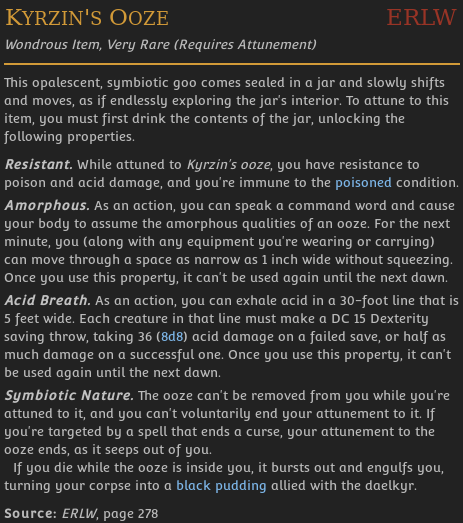 Kyrzin's Ooze ERLW
Wondrous Item, Very Rare (Requires Attunement)
This opalescent, symbiotic goo comes sealed in a jar and slowly shifts
and moves, as if endlessly exploring the jar's interior. To attune to this
item, you must first drink the contents of the jar, unlocking the
following properties.
Resistant. While attuned to Kyrzin's ooze, you have resistance to
poison and acid damage, and you're immune to the poisoned condition.
Amorphous. As an action, you can speak a command word and cause
your body to assume the amorphous qualities of an ooze. For the next
minute, you (along with any equipment you're wearing or carrying)
can move through a space as narrow as 1 inch wide without squeezing.
Once you use this property, it can't be used again until the next dawn.
Acid Breath. As an action, you can exhale acid in a 30-foot line that is
5 feet wide. Each creature in that line must make a DC 15 Dexterity
saving throw, taking 36 (8d8) acid damage on a failed save, or half as
much damage on a successful one. Once you use this property, it can't
be used again until the next dawn.
Symbiotic Nature. The ooze can't be removed from you while you're
attuned to it, and you can't voluntarily end your attunement to it. If
you're targeted by a spell that ends a curse, your attunement to the
ooze ends, as it seeps out of you.
If you die while the ooze is inside you, it bursts out and engulfs you,
turning your corpse into a black pudding allied with the daelkyr.
Source: ERLW, page 278